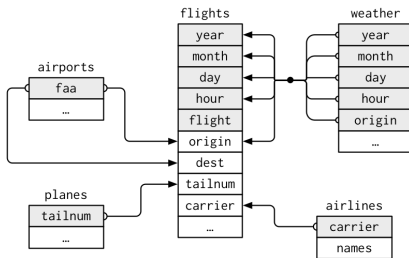 flights
year
month
day
hour
flight
origin
dest
tailnum
carrier
…
weather
year
month
day
hour
origin
…
airports
faa
…
planes
tailnum
…
airlines
carrier
names